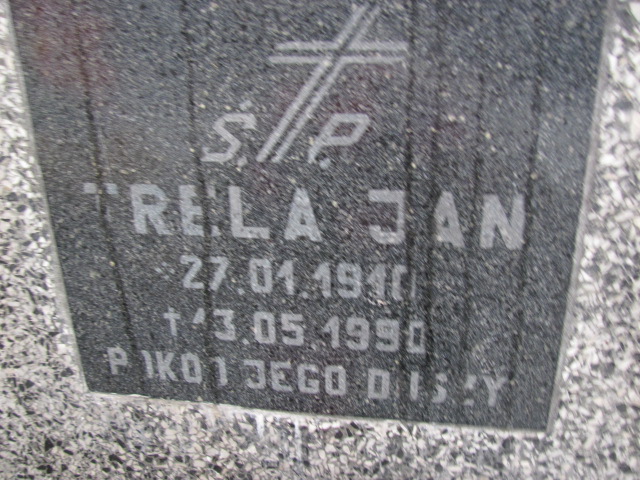 Ś.P.
TRELA JAN
27.01.1910
†13.05.1990
POKÓJ JEGO DUSZY